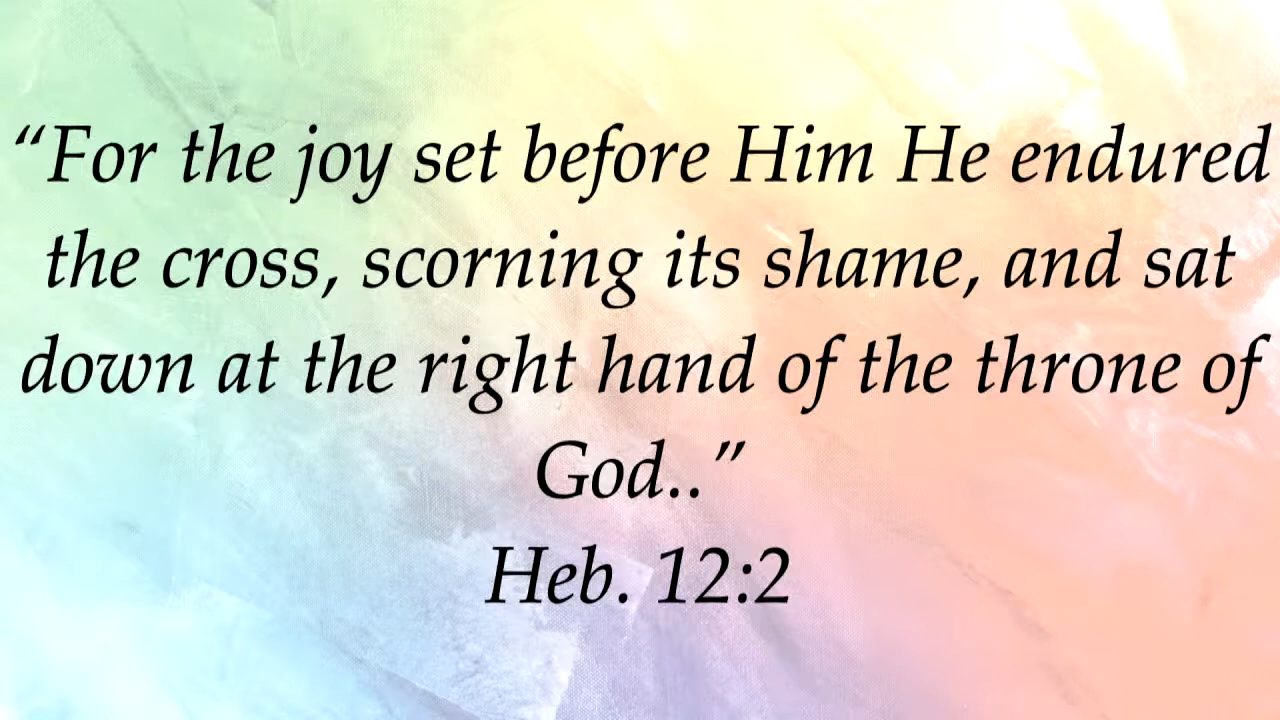 “For the joy set before Him He endured
the cross, scorning its shame, and sat
down at the right hand of the throne of
God..”
Heb. 12:2